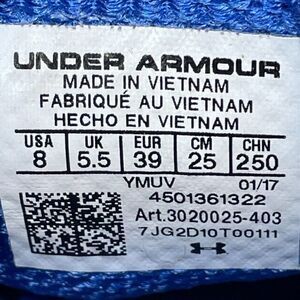 UNDER ARMOUR
MADE IN VIETNAM
FABRIQUÉ AU VIETNAM
HECHO EN VIETNAM
USA UK EUR CM CHN
8 5.5 39 25 250
YMUV 01/17
4501361322
Art.3020025-403
7JG2D10T00111